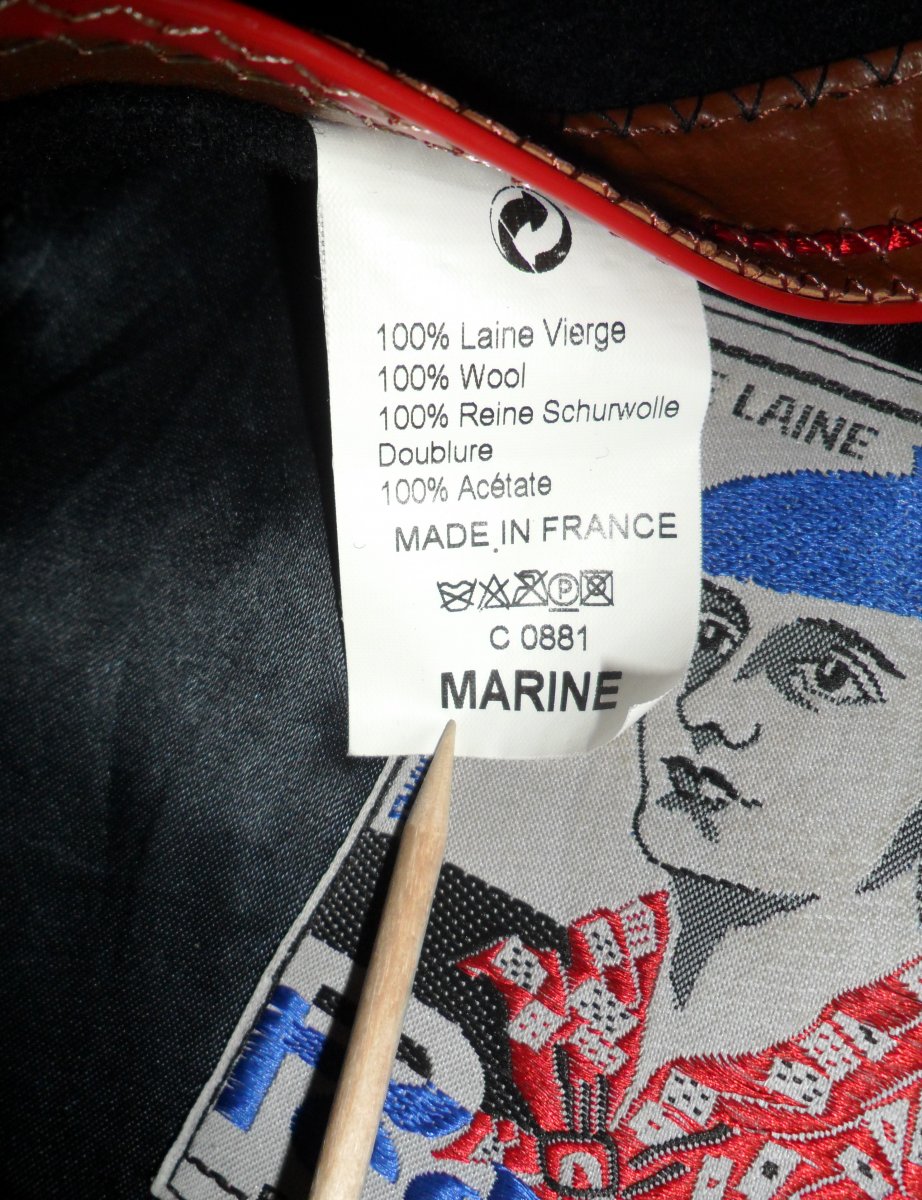 100% Laine Vierge
100% Wool
100% Reine Schurwolle
Doublure
100% Acétate
MADE IN FRANCE
P
C 0881
MARINE
LAINE